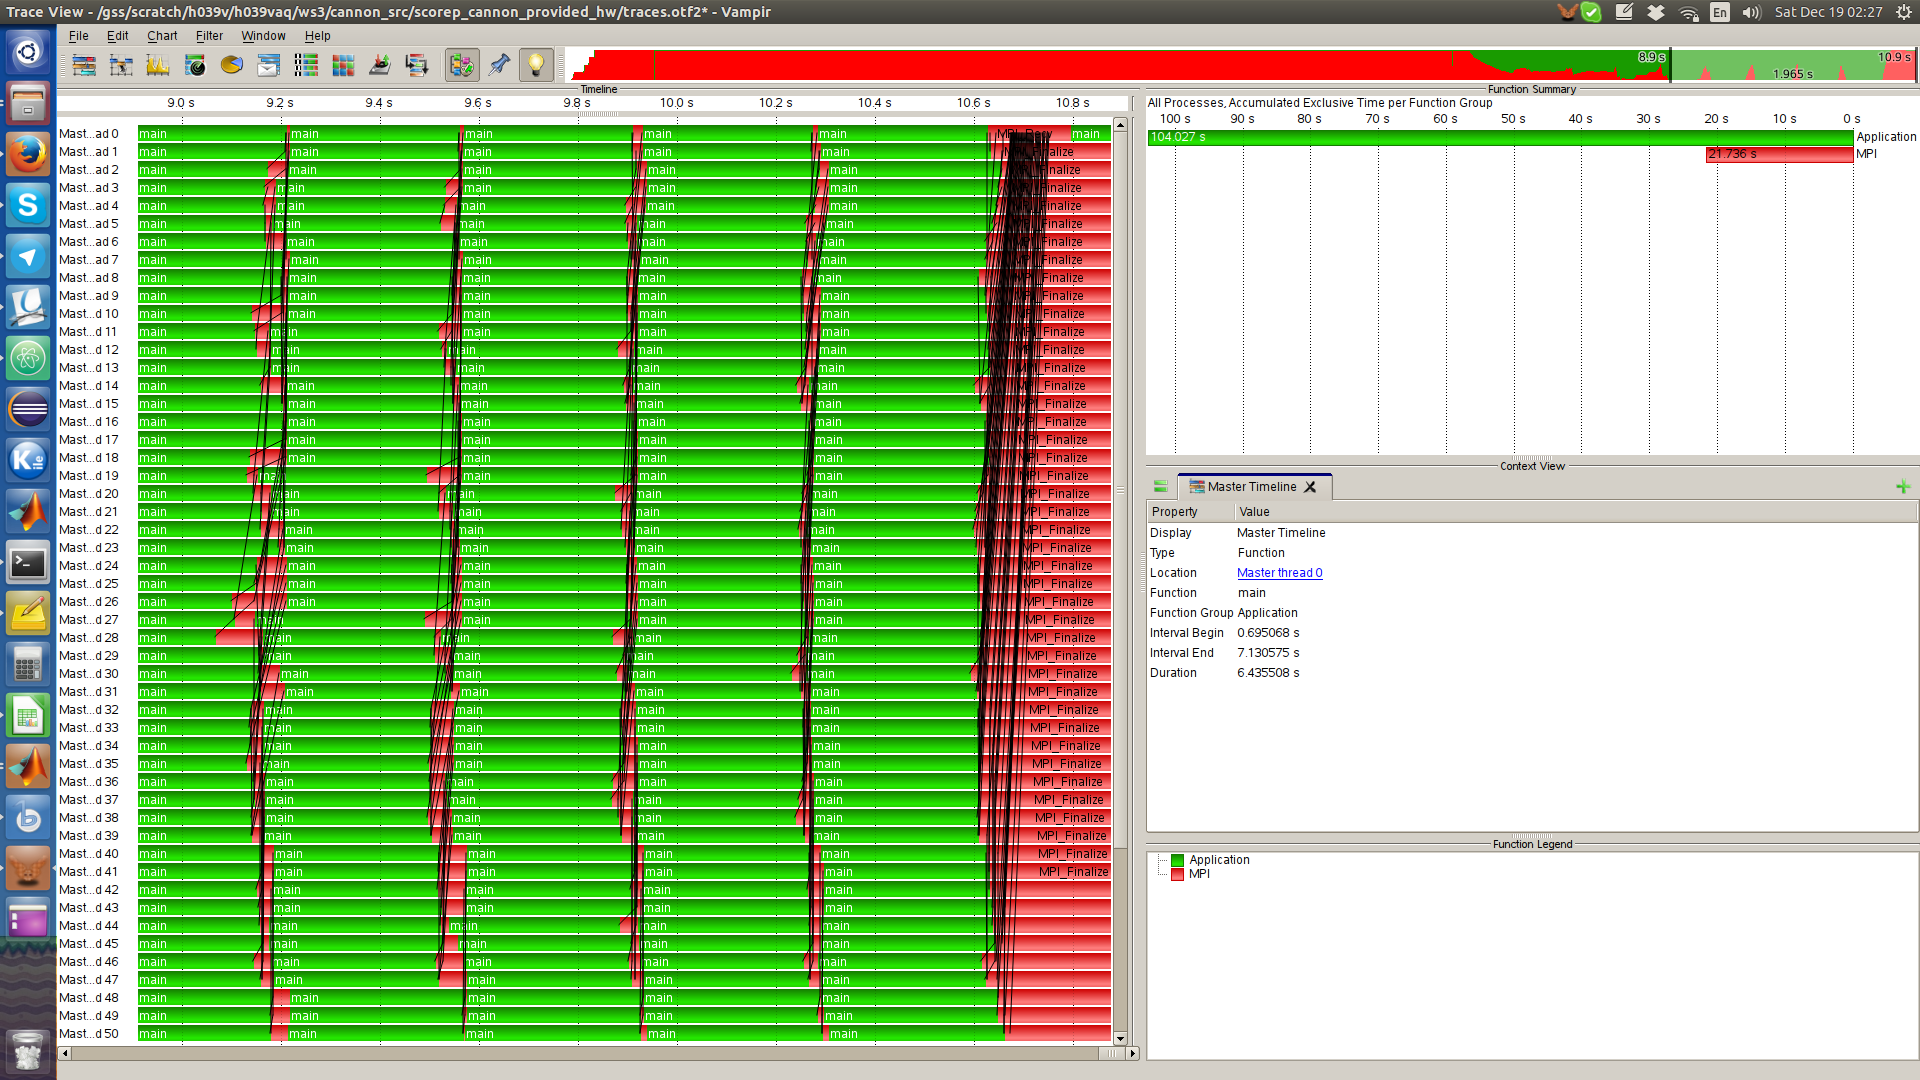 Trace View - /gss/scratch/h039v/h039vaq/ws3/cannon_src/scorep_cannon_provided_hw/traces.otf2* - Vampir
En
Sat Dec 19 02:27
File Edit Chart Filter Window Help
8.9 s
1.965 s
10.9 s
Timeline
9.0 s 9.2 s 9.4 s 9.6 s 9.8 s 10.0 s 10.2 s 10.4 s 10.6 s 10.8 s
Mast...ad 0 main main main main main MPI_Recv main
Mast...ad 1 main main main main main
Mast...ad 2 main main main main main
Mast...ad 3 main main main main main
Mast...ad 4 main main main main main
Mast...ad 5 main main main main main
Mast...ad 6 main main main main main
Mast...ad 7 main main main main main
Mast...ad 8 main main main main main MPI_Finalize
Mast...ad 9 main main main main main MPI_Finalize
Mast...d 10 main main main main main MPI_Finalize
Mast...d 11 main main main main main MPI_Finalize
Mast...d 12 main main main main main MPI_Finalize
Mast...d 13 main main main main main MPI_Finalize
Mast...d 14 main main main main main MPI_Finalize
Mast...d 15 main main main main main MPI_Finalize
Mast...d 16 main main main main main MPI_Finalize
Mast...d 17 main main main main main MPI_Finalize
Mast...d 18 main main main main main MPI_Finalize
Mast...d 19 main main main main main MPI_Finalize
Mast...d 20 main main main main main MPI_Finalize
Mast...d 21 main main main main main MPI_Finalize
Mast...d 22 main main main main main MPI_Finalize
Mast...d 23 main main main main main MPI_Finalize
Mast...d 24 main main main main main MPI_Finalize
Mast...d 25 main main main main main MPI_Finalize
Mast...d 26 main main main main main MPI_Finalize
Mast...d 27 main main main main main MPI_Finalize
Mast...d 28 main main main main main MPI_Finalize
Mast...d 29 main main main main main MPI_Finalize
Mast...d 30 main main main main main MPI_Finalize
Mast...d 31 main main main main main MPI_Finalize
Mast...d 32 main main main main main MPI_Finalize
Mast...d 33 main main main main main MPI_Finalize
Mast...d 34 main main main main main MPI_Finalize
Mast...d 35 main main main main main MPI_Finalize
Mast...d 36 main main main main main MPI_Finalize
Mast...d 37 main main main main main MPI_Finalize
Mast...d 38 main main main main main MPI_Finalize
Mast...d 39 main main main main main MPI_Finalize
Mast...d 40 main main main main main MPI_Finalize
Mast...d 41 main main main main main MPI_Finalize
Mast...d 42 main main main main main
Mast...d 43 main main main main main
Mast...d 44 main main main main main
Mast...d 45 main main main main main
Mast...d 46 main main main main main
Mast...d 47 main main main main main
Mast...d 48 main main main main main
Mast...d 49 main main main main main
Mast...d 50 main main main main main
Function Summary
All Processes, Accumulated Exclusive Time per Function Group
100 s 90 s 80 s 70 s 60 s 50 s 40 s 30 s 20 s 10 s 0 s
104.027 s Application
21.736 s MPI
Context View
Master Timeline
Property Value
Display Master Timeline
Type Function
Location Master thread 0
Function main
Function Group Application
Interval Begin 0.695068 s
Interval End 7.130575 s
Duration 6.435508 s
Function Legend
Application
MPI